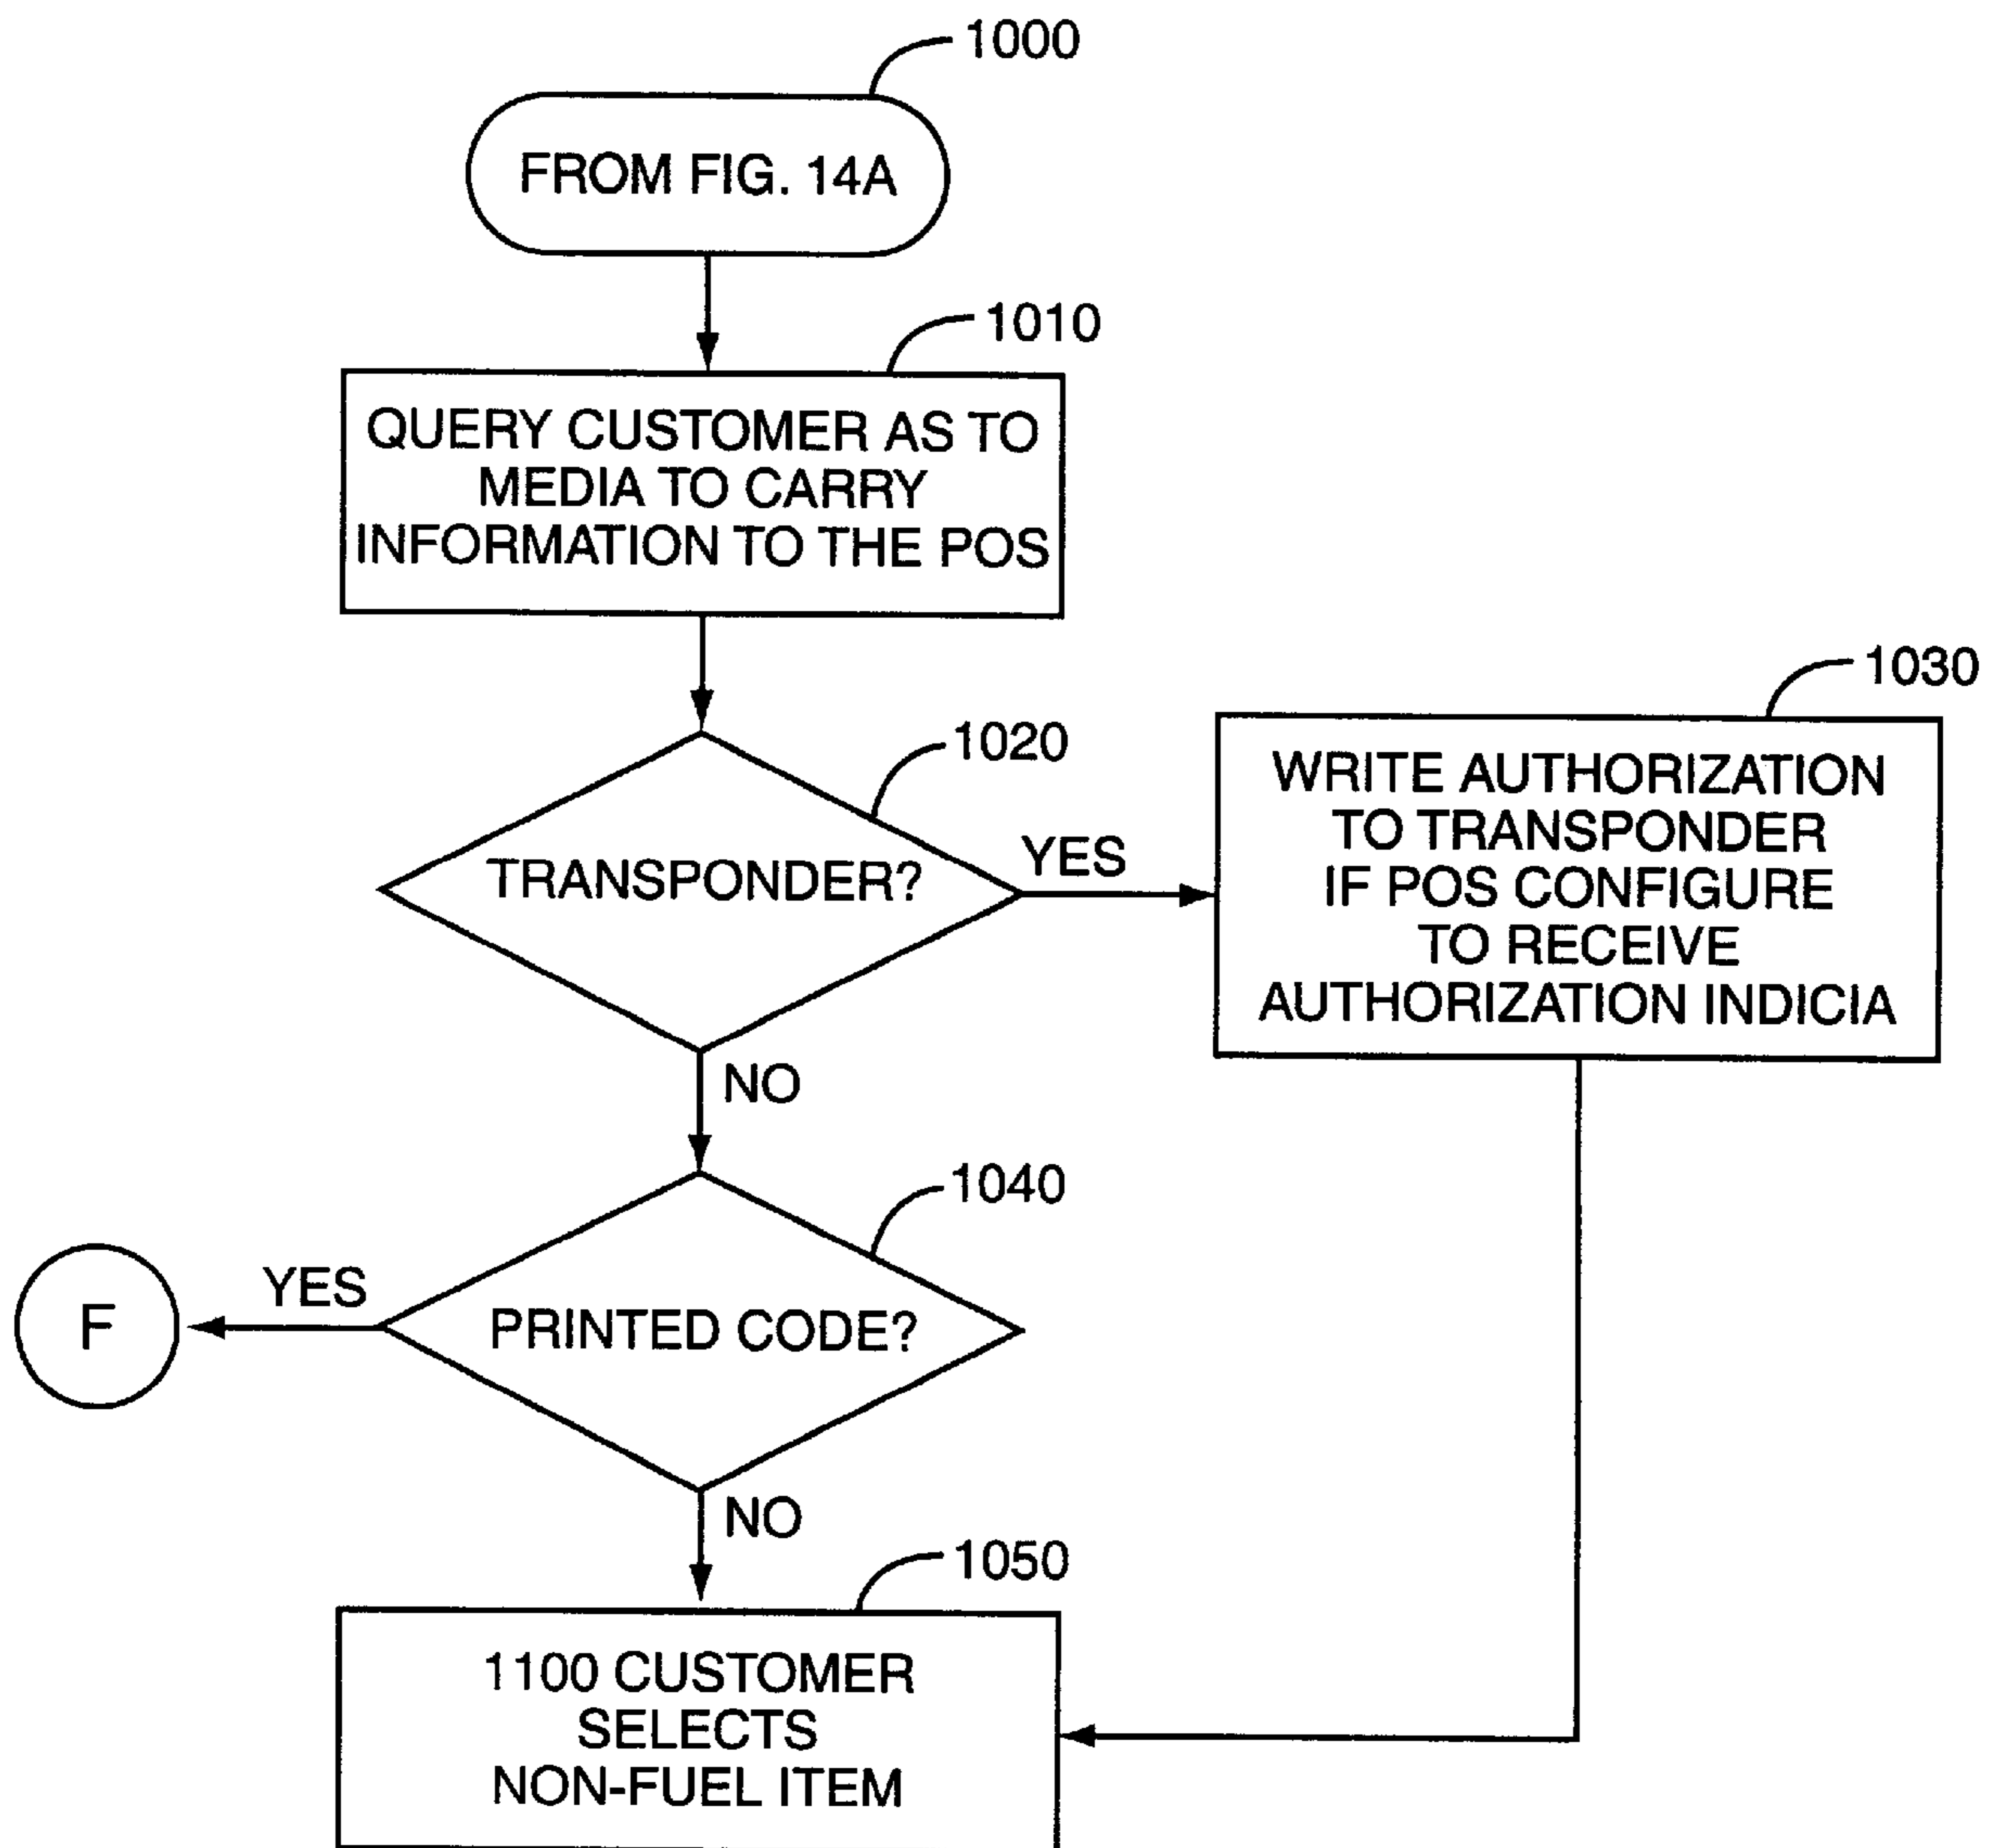 1000
FROM FIG. 14A
1010
QUERY CUSTOMER AS TO
MEDIA TO CARRY
INFORMATION TO THE POS
1020
TRANSPONDER?
YES
1030
WRITE AUTHORIZATION
TO TRANSPONDER
IF POS CONFIGURE
TO RECEIVE
AUTHORIZATION INDICIA
NO
1040
PRINTED CODE?
YES
F
NO
1050
1100 CUSTOMER
SELECTS
NON-FUEL ITEM